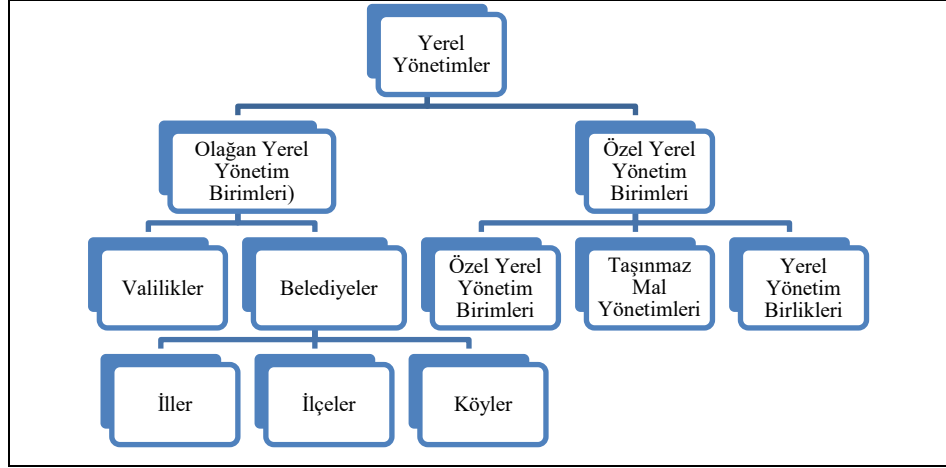 Yerel
Yönetimler
Olağan Yerel
Yönetim
Birimleri)
Özel Yerel
Yönetim
Birimleri
Valilikler
Belediyeler
Özel Yerel
Yönetim
Birimleri
Taşınmaz
Mal
Yönetimleri
Yerel
Yönetim
Birlikleri
İller
İlçeler
Köyler